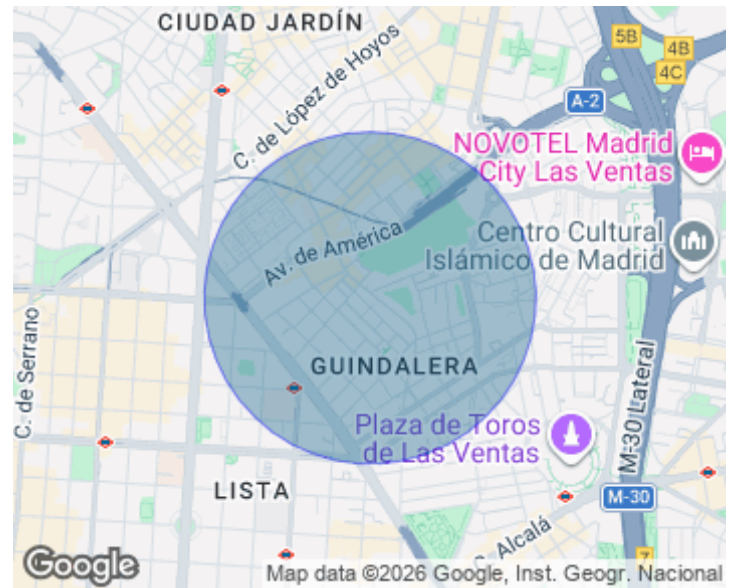 CIUDAD JARDÍN
5B
4B
4C
C. de López de Hoyos
A-2
NOVOTEL Madrid
City Las Ventas
Av. de América
Centro Cultural
Islámico de Madrid
C. de Serrano
GUINDALERA
M-30 Lateral
Plaza de Toros
de Las Ventas
LISTA
M-30
C. Alcalá
7
Google
Map data ©2026 Google, Inst. Geogr. Nacional